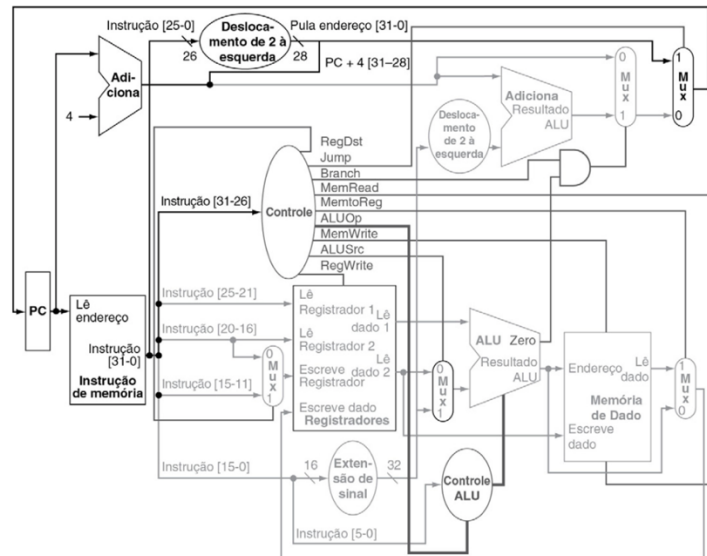 Instrução [25-0]
Deslocamento de 2 à esquerda
Pula endereço [31-0]
26
28
PC + 4 [31–28]
Adi-
ciona
4
1
Mux
0
0
Mux
1
Adiciona
Resultado
ALU
Deslocamento
de 2 à
esquerda
RegDst
Jump
Branch
MemRead
MemtoReg
ALUOp
MemWrite
ALUSrc
RegWrite
Controle
Instrução [31-26]
PC
Lê
endereço
Instrução
[31-0]
Instrução
de memória
Instrução [25-21]
Instrução [20-16]
Instrução [15-11]
0
Mux
1
Lê
Registrador 1
Lê
Registrador 2
Escreve
Registrador
Escreve dado
Registradores
Lê
dado 1
Lê
dado 2
0
Mux
1
ALU Zero
Resultado
ALU
Endereço
Lê
dado
Memória
de Dado
Escreve
dado
1
Mux
0
Instrução [15-0]
16
Exten-
são de
sinal
32
Instrução [5-0]
Controle
ALU